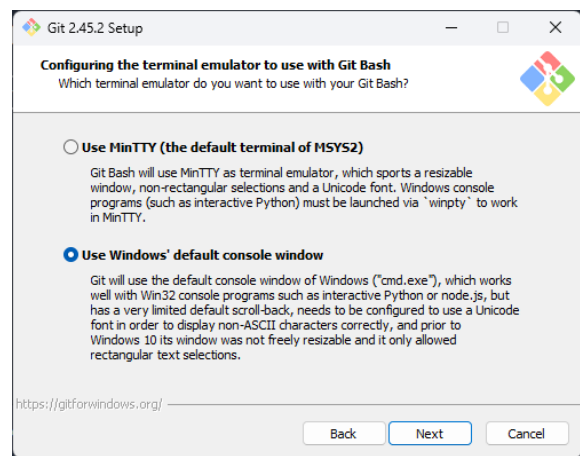 Git 2.45.2 Setup
Configuring the terminal emulator to use with Git Bash
Which terminal emulator do you want to use with your Git Bash?
Use MinTTY (the default terminal of MSYS2)
Git Bash will use MinTTY as terminal emulator, which sports a resizable
window, non-rectangular selections and a Unicode font. Windows console
programs (such as interactive Python) must be launched via `winpty` to work
in MinTTY.
Use Windows' default console window
Git will use the default console window of Windows ("cmd.exe"), which works
well with Win32 console programs such as interactive Python or node.js, but
has a very limited default scroll-back, needs to be configured to use a Unicode
font in order to display non-ASCII characters correctly, and prior to
Windows 10 its window was not freely resizable and it only allowed
rectangular text selections.
https://gitforwindows.org/
Back Next Cancel